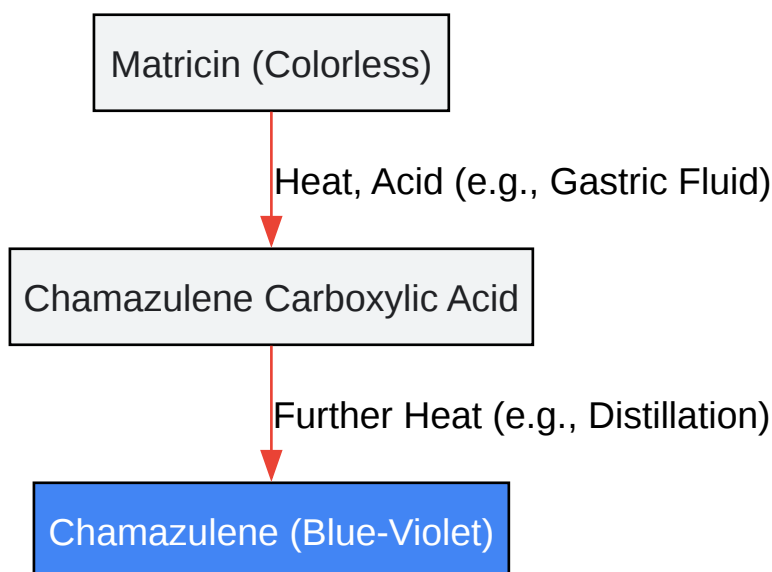 Matricin (Colorless)
Heat, Acid (e.g., Gastric Fluid)
Chamazulene Carboxylic Acid
Further Heat (e.g., Distillation)
Chamazulene (Blue-Violet)